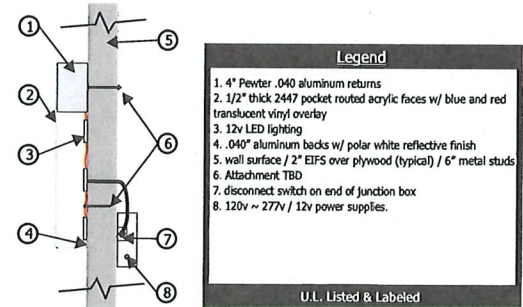 1
2
3
4
5
6
7
8
Legend
1. 4" Pewter .040 aluminum returns
2. 1/2" thick 2447 pocket routed acrylic faces w/ blue and red
translucent vinyl overlay
3. 12v LED lighting
4. .040" aluminum backs w/ polar white reflective finish
5. wall surface / 2" EIFS over plywood (typical) / 6" metal studs
6. Attachment TBD
7. disconnect switch on end of junction box
8. 120v ~ 277v / 12v power supplies.
U.L. Listed & Labeled